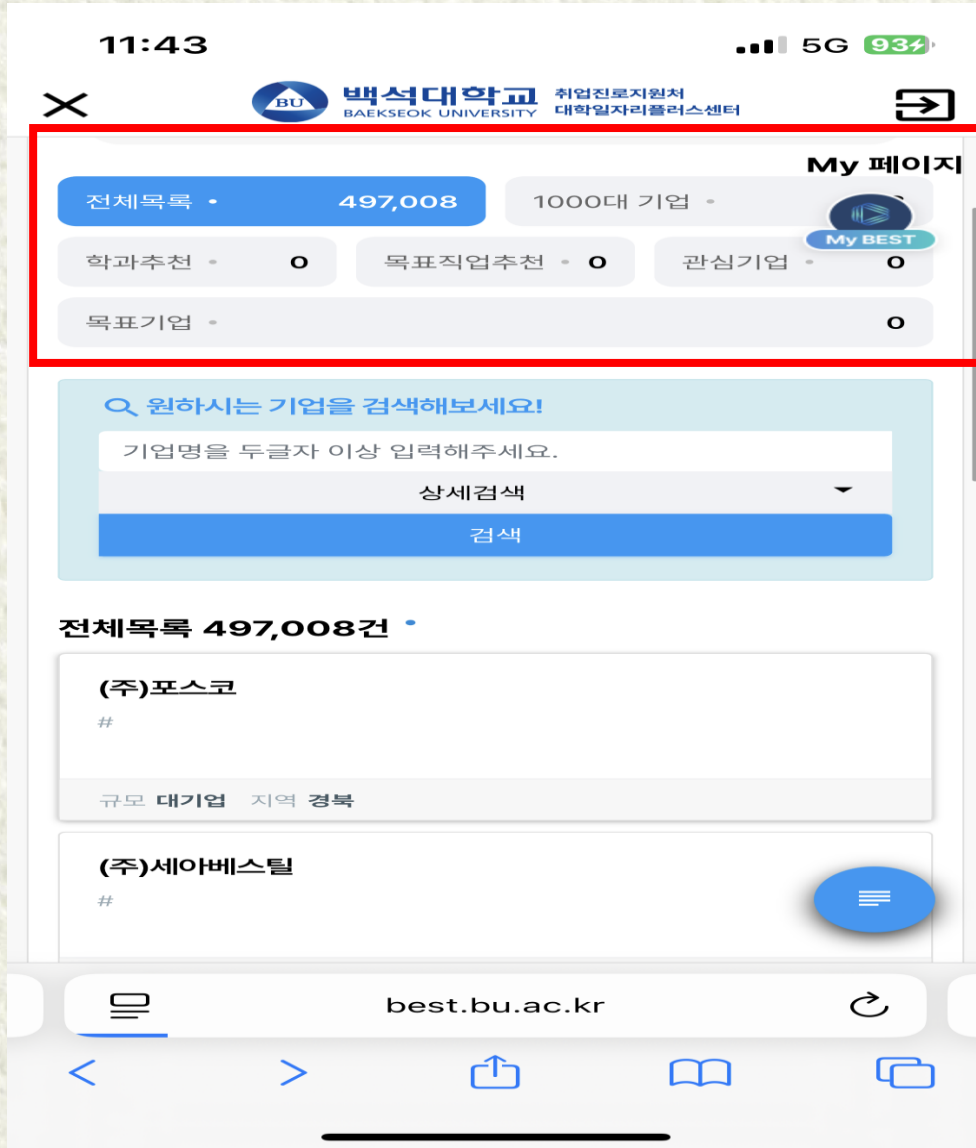 11:43 5G 93
BU 백석대학교 취업진로지원처
BAEKSEOK UNIVERSITY 대학일자리플러스센터
My 페이지
전체목록 • 497,008 1000대 기업 •
My BEST
학과추천 • 0 목표직업추천 • 0 관심기업 • 0
목표기업 • 0
원하시는 기업을 검색해보세요!
기업명을 두글자 이상 입력해주세요.
상세검색
검색
전체목록 497,008건 •
(주)포스코
#
규모 대기업 지역 경북
(주)세아베스틸
#
best.bu.ac.kr